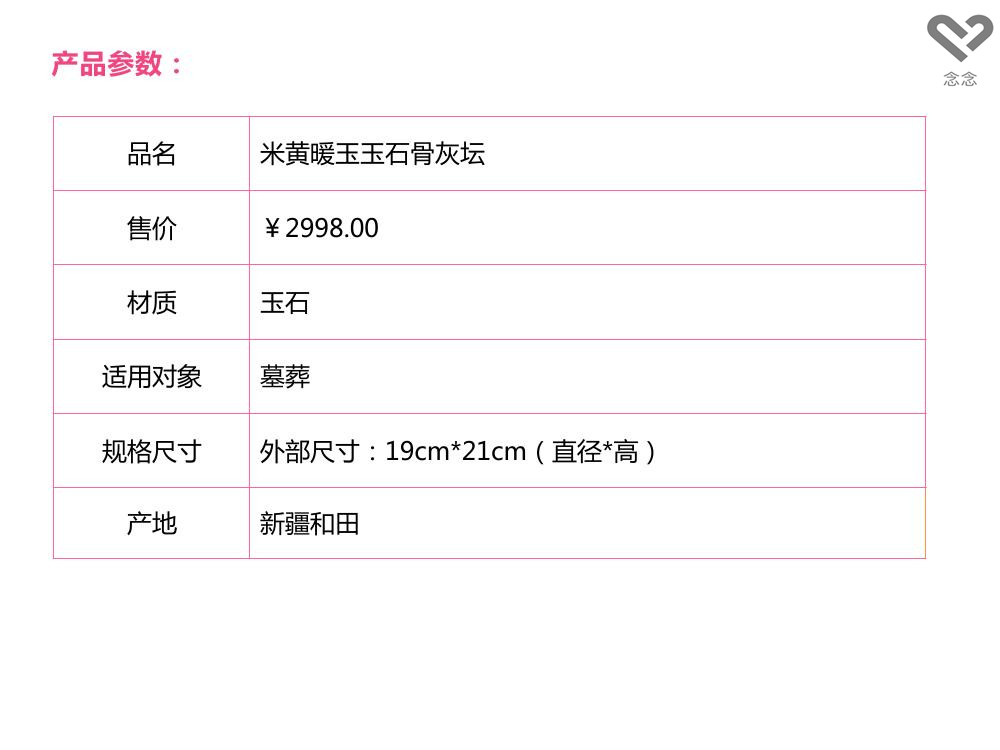 念念
产品参数：
品名 米黄暖玉玉石骨灰坛
售价 ￥2998.00
材质 玉石
适用对象 墓葬
规格尺寸 外部尺寸：19cm*21cm（直径*高）
产地 新疆和田